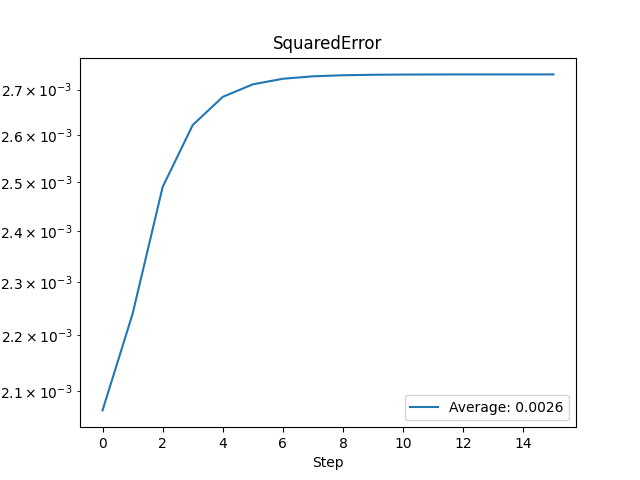 SquaredError
2.7 × 10⁻³
2.6 × 10⁻³
2.5 × 10⁻³
2.4 × 10⁻³
2.3 × 10⁻³
2.2 × 10⁻³
2.1 × 10⁻³
Average: 0.0026
0 2 4 6 8 10 12 14
Step